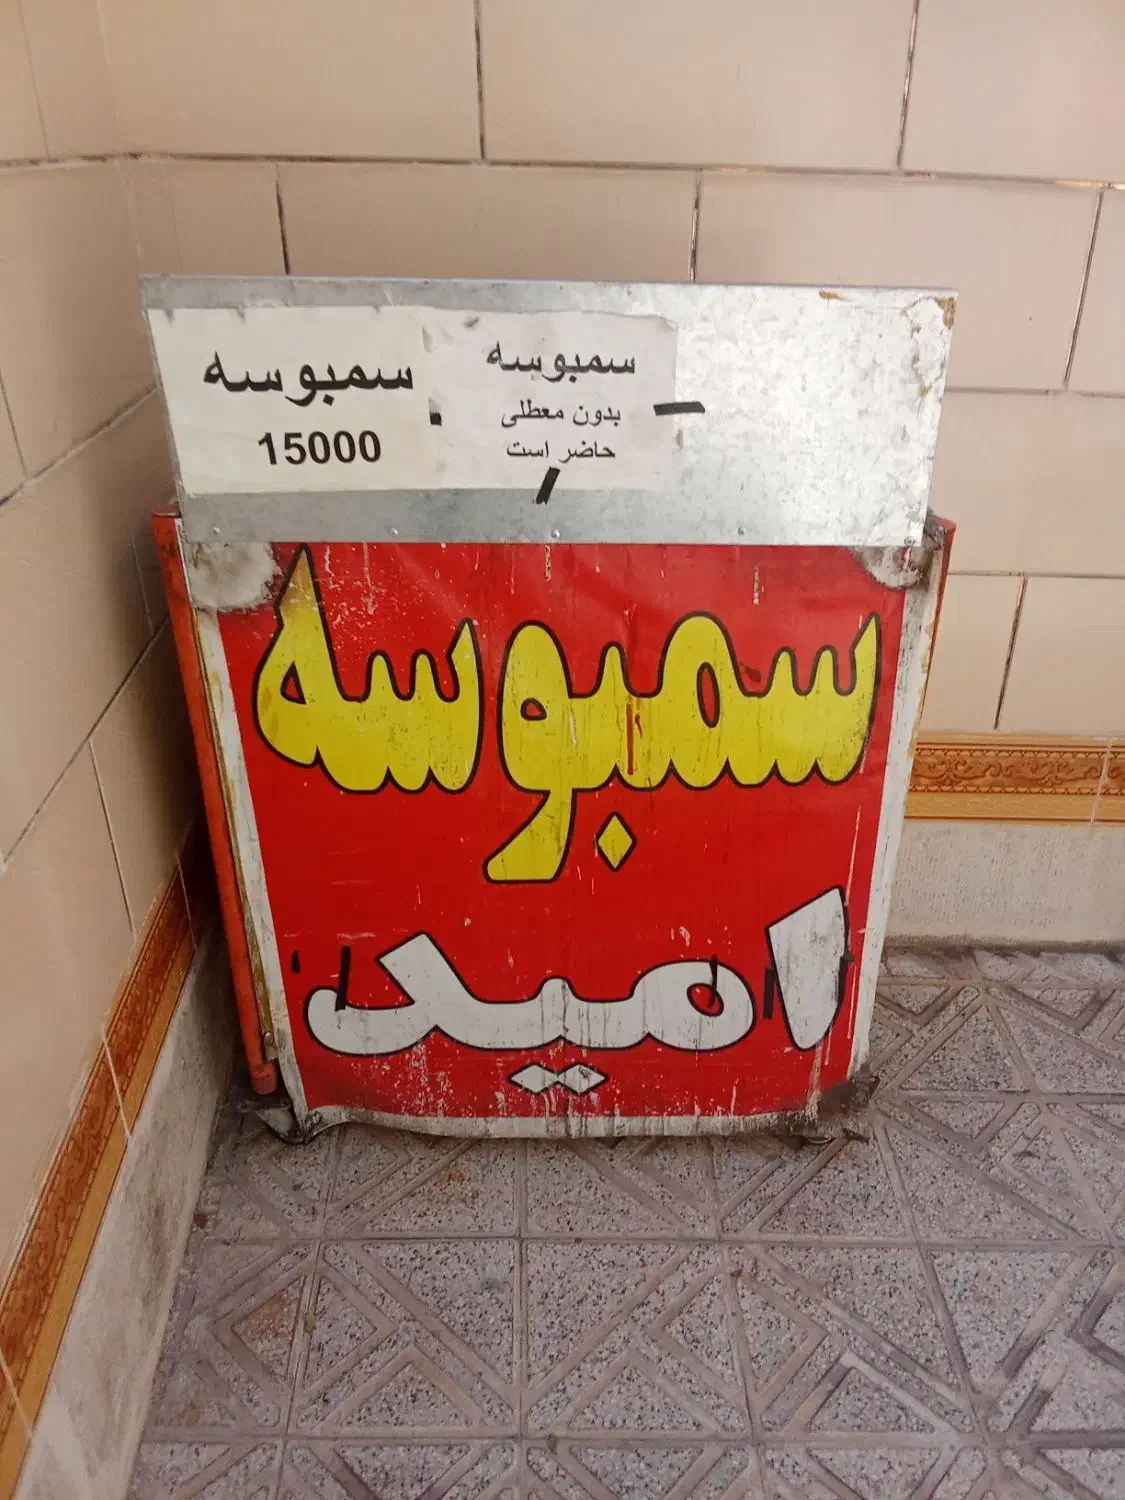 سمبوسه
بدون معطلی
حاضر است
سمبوسه
15000
سمبوسه
امید